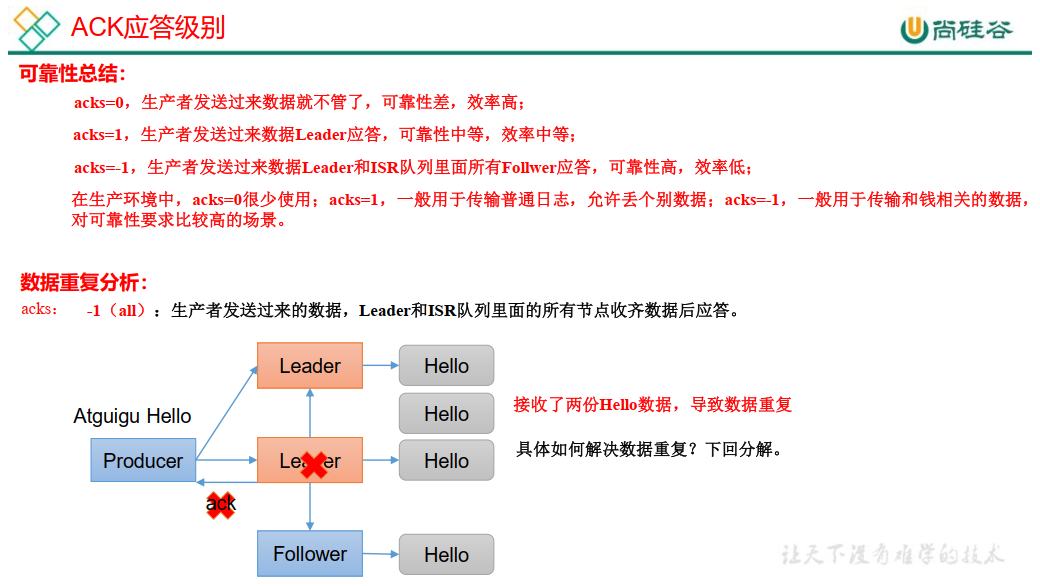 ACK应答级别
尚硅谷
可靠性总结：
acks=0，生产者发送过来数据就不管了，可靠性差，效率高；
acks=1，生产者发送过来数据Leader应答，可靠性中等，效率中等；
acks=-1，生产者发送过来数据Leader和ISR队列里面所有Follwer应答，可靠性高，效率低；
在生产环境中，acks=0很少使用；acks=1，一般用于传输普通日志，允许丢个别数据；acks=-1，一般用于传输和钱相关的数据，
对可靠性要求比较高的场景。
数据重复分析：
acks： -1（all）：生产者发送过来的数据，Leader和ISR队列里面的所有节点收齐数据后应答。
Leader
Hello
Hello
接收了两份Hello数据，导致数据重复
Atguigu Hello
Producer
Leader
Hello
具体如何解决数据重复？下回分解。
ack
Follower
Hello
让天下没有难学的技术